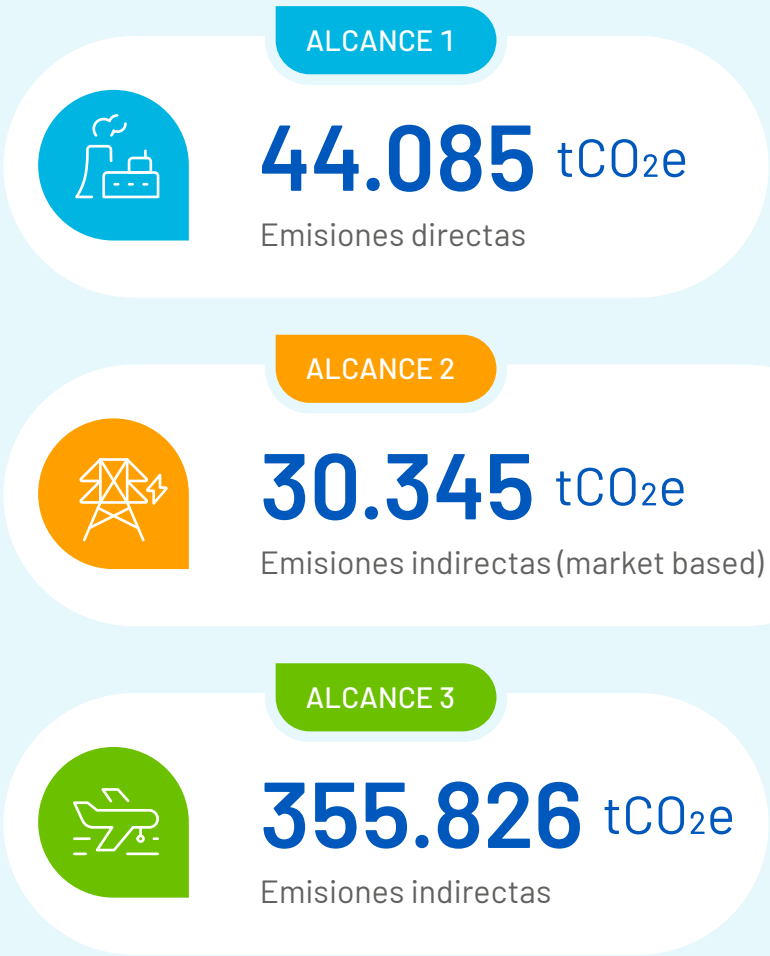 ALCANCE 1
44.085 tCO₂e
Emisiones directas
ALCANCE 2
30.345 tCO₂e
Emisiones indirectas (market based)
ALCANCE 3
355.826 tCO₂e
Emisiones indirectas